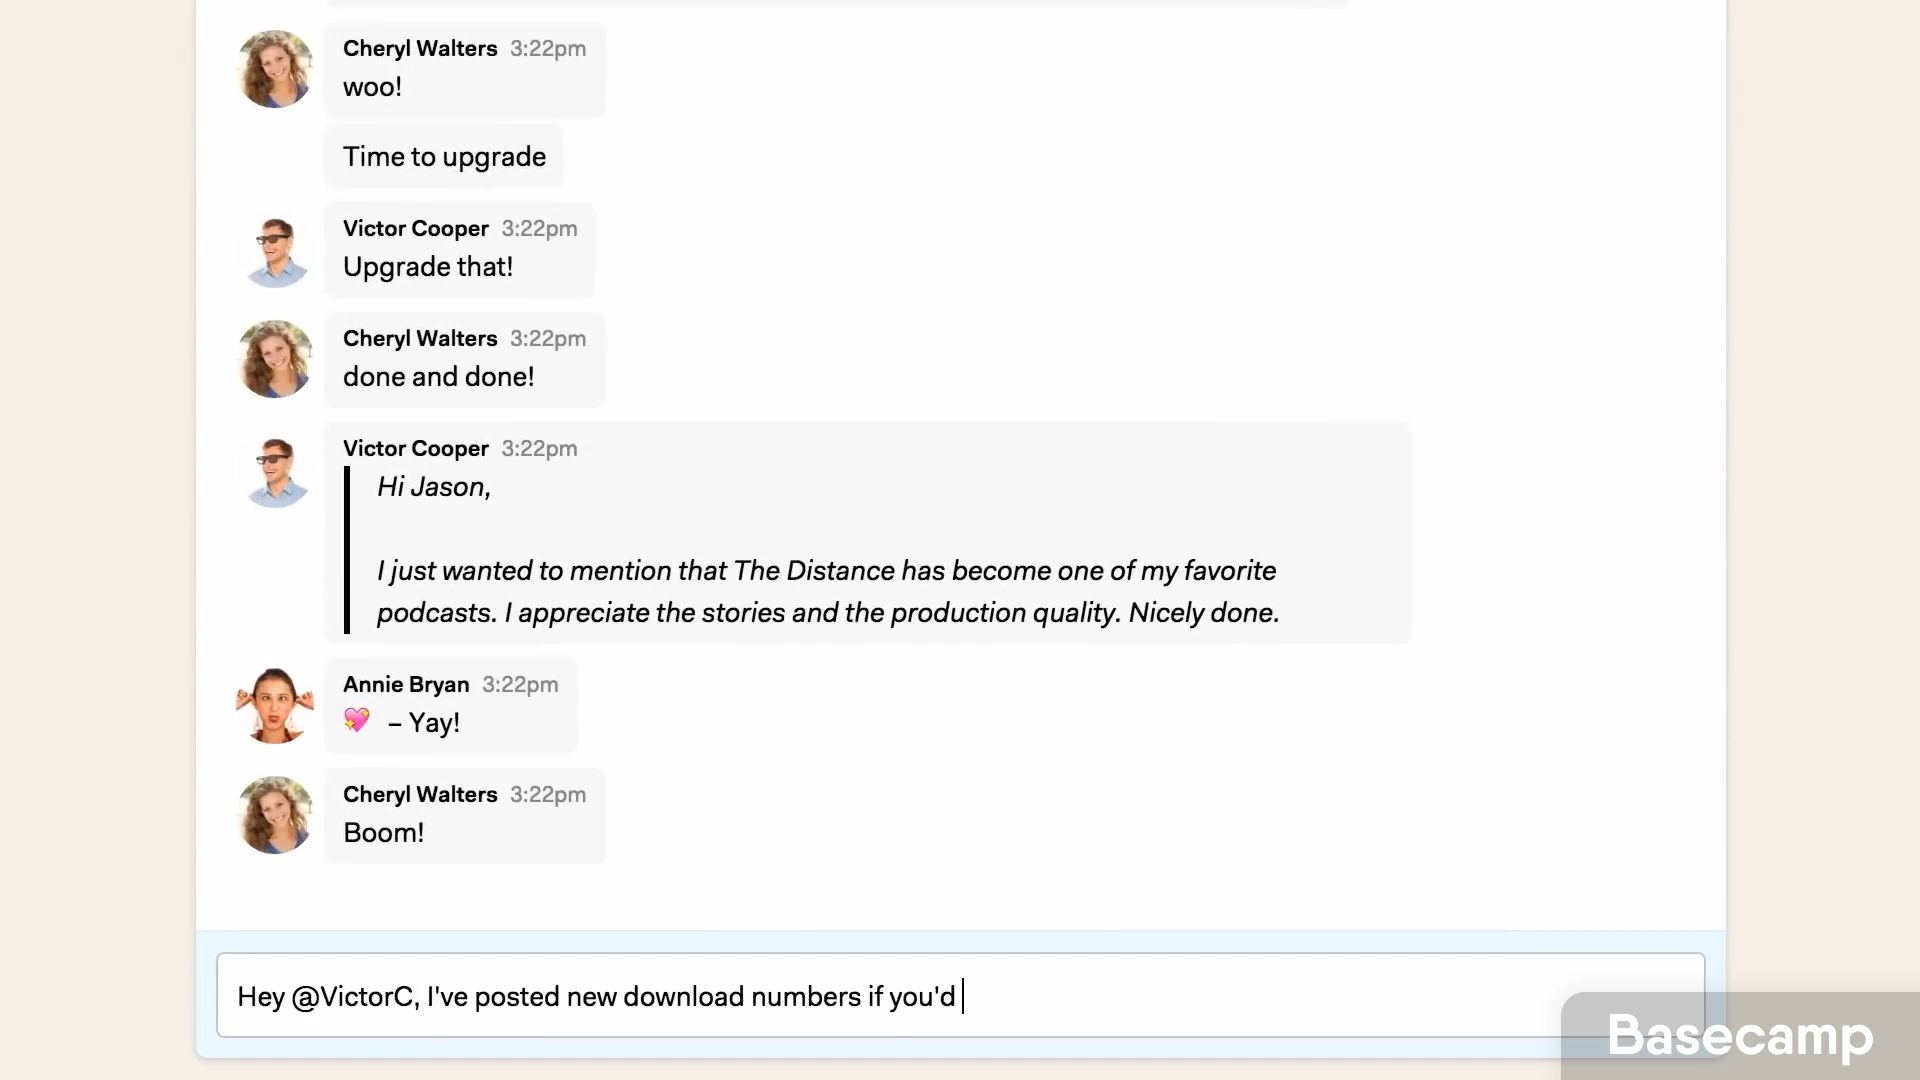 Cheryl Walters 3:22pm
woo!
Time to upgrade
Victor Cooper 3:22pm
Upgrade that!
Cheryl Walters 3:22pm
done and done!
Victor Cooper 3:22pm
Hi Jason,
I just wanted to mention that The Distance has become one of my favorite
podcasts. I appreciate the stories and the production quality. Nicely done.
Annie Bryan 3:22pm
💖 – Yay!
Cheryl Walters 3:22pm
Boom!
Hey @VictorC, I've posted new download numbers if you'd
Basecamp